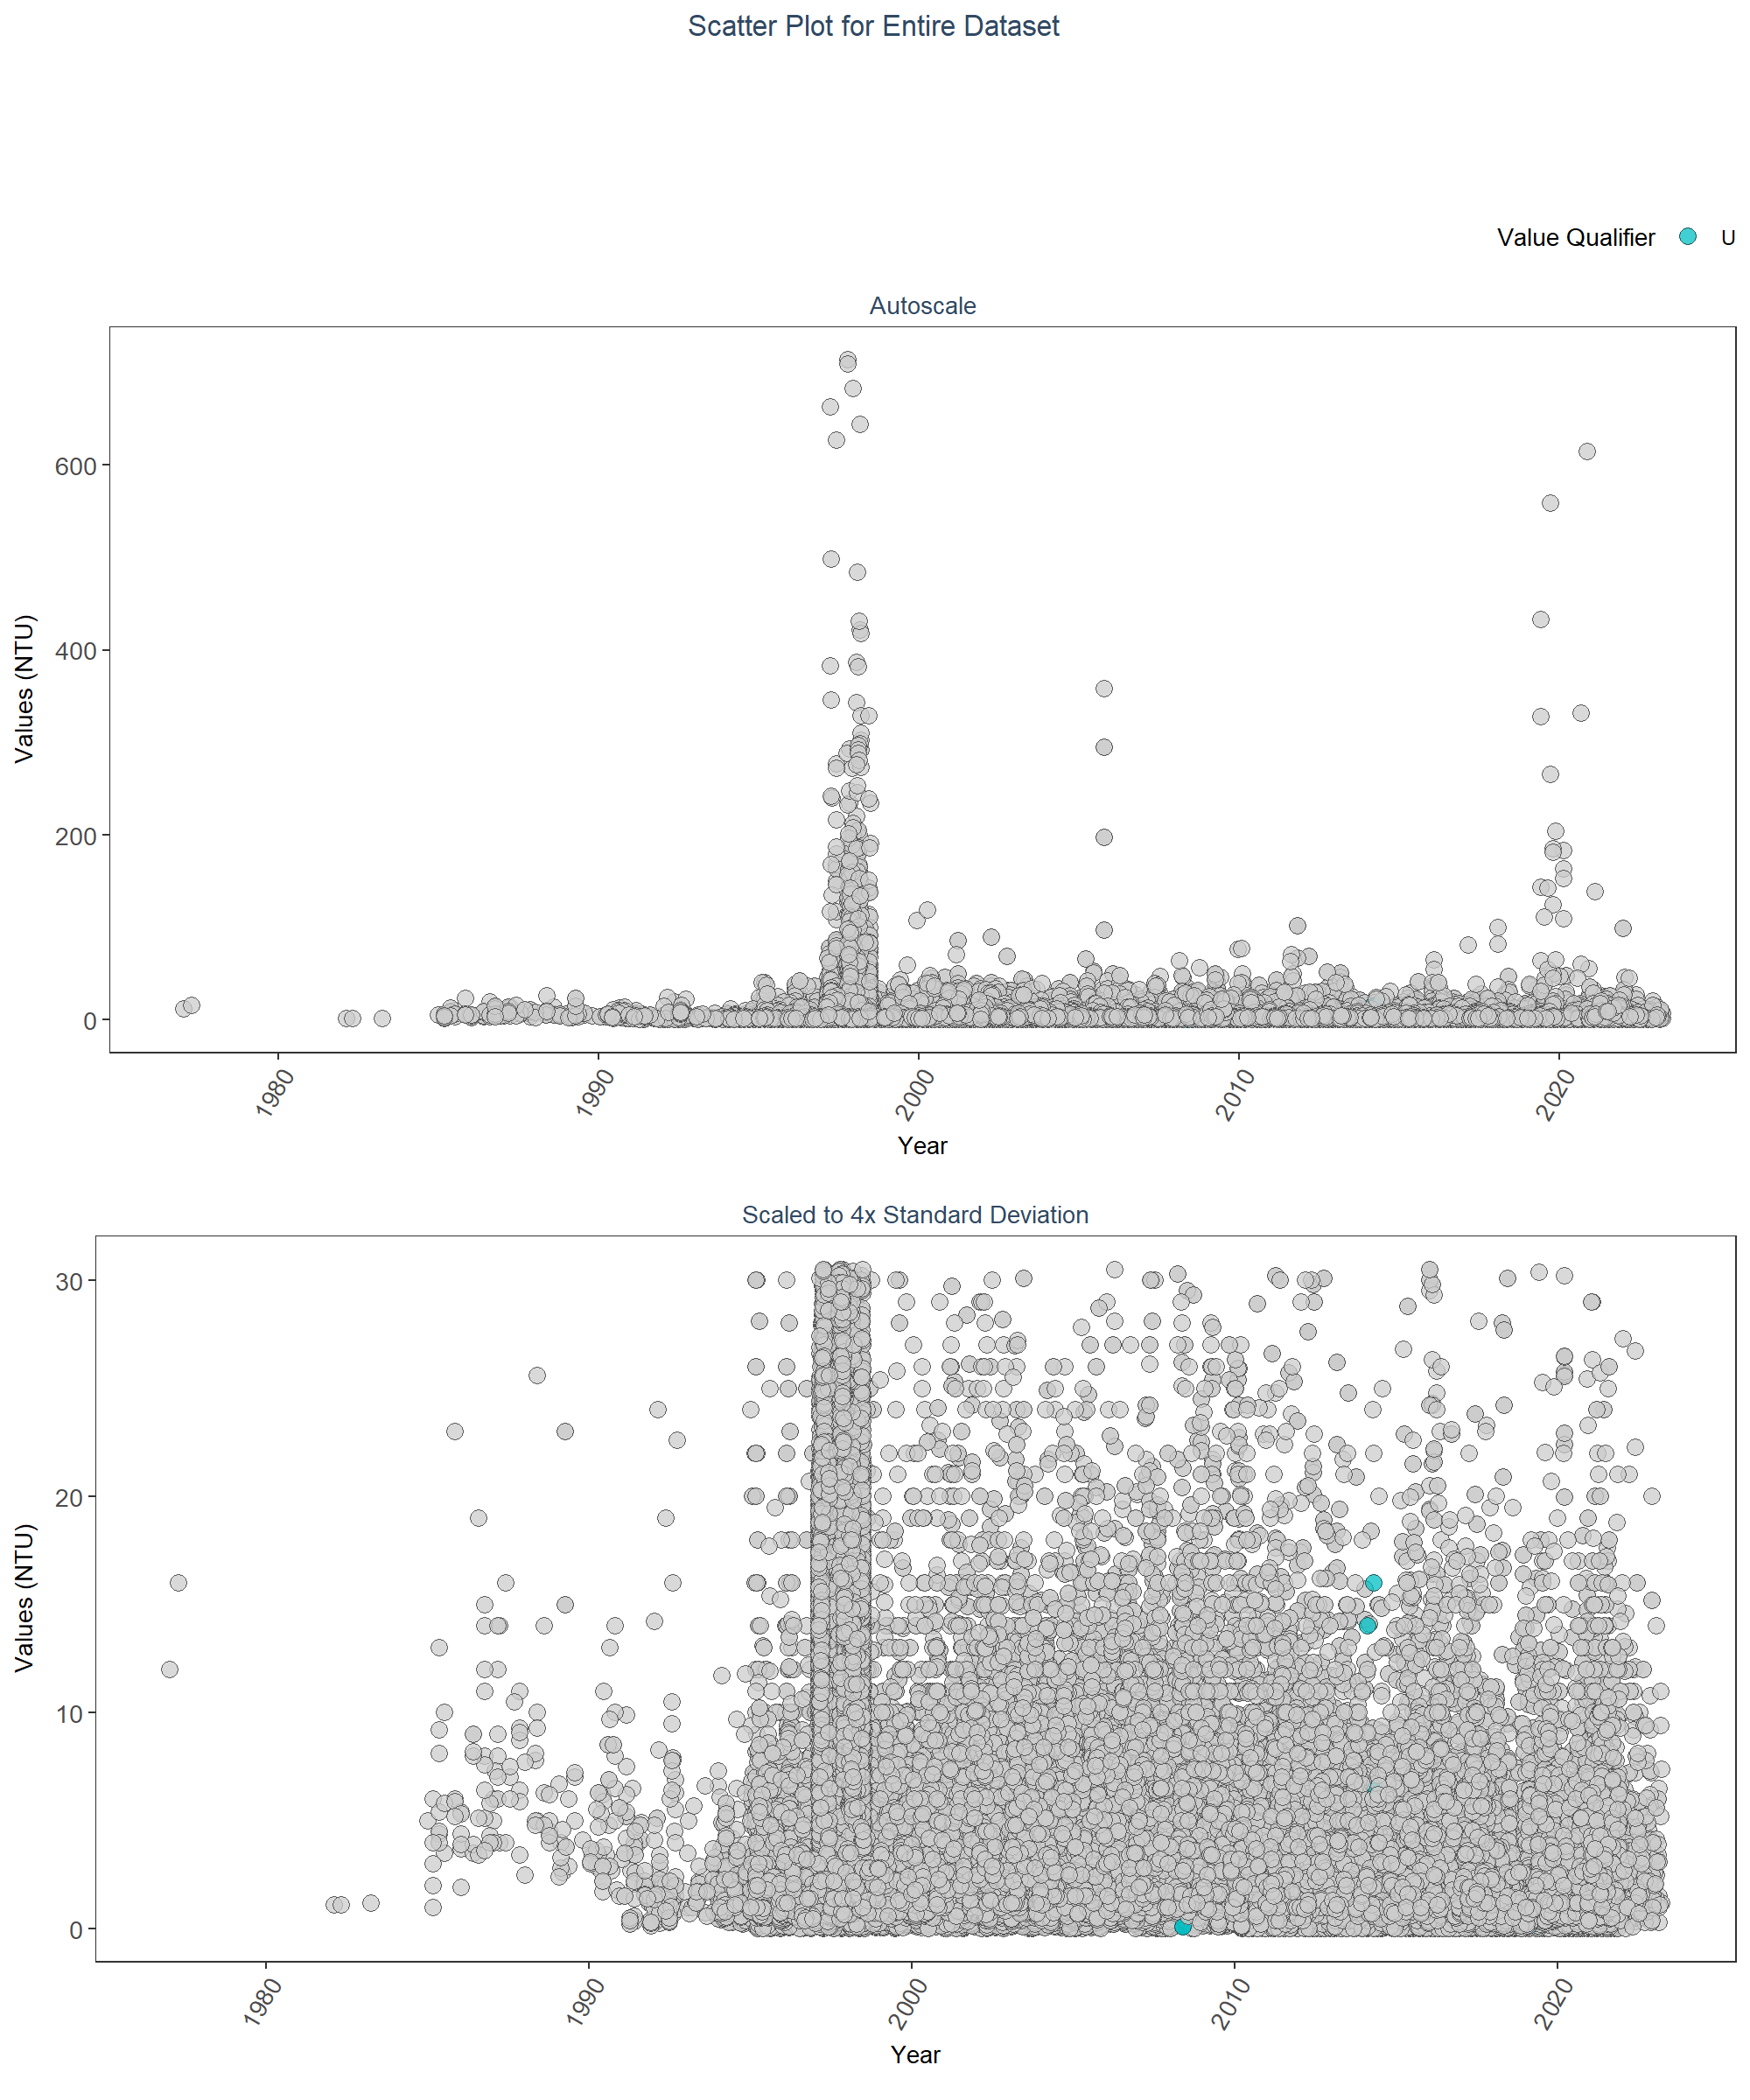 Scatter Plot for Entire Dataset
Value Qualifier U
Autoscale
Values (NTU)
600
400
200
0
1980 1990 2000 2010 2020
Year
Scaled to 4x Standard Deviation
Values (NTU)
30
20
10
0
1980 1990 2000 2010 2020
Year